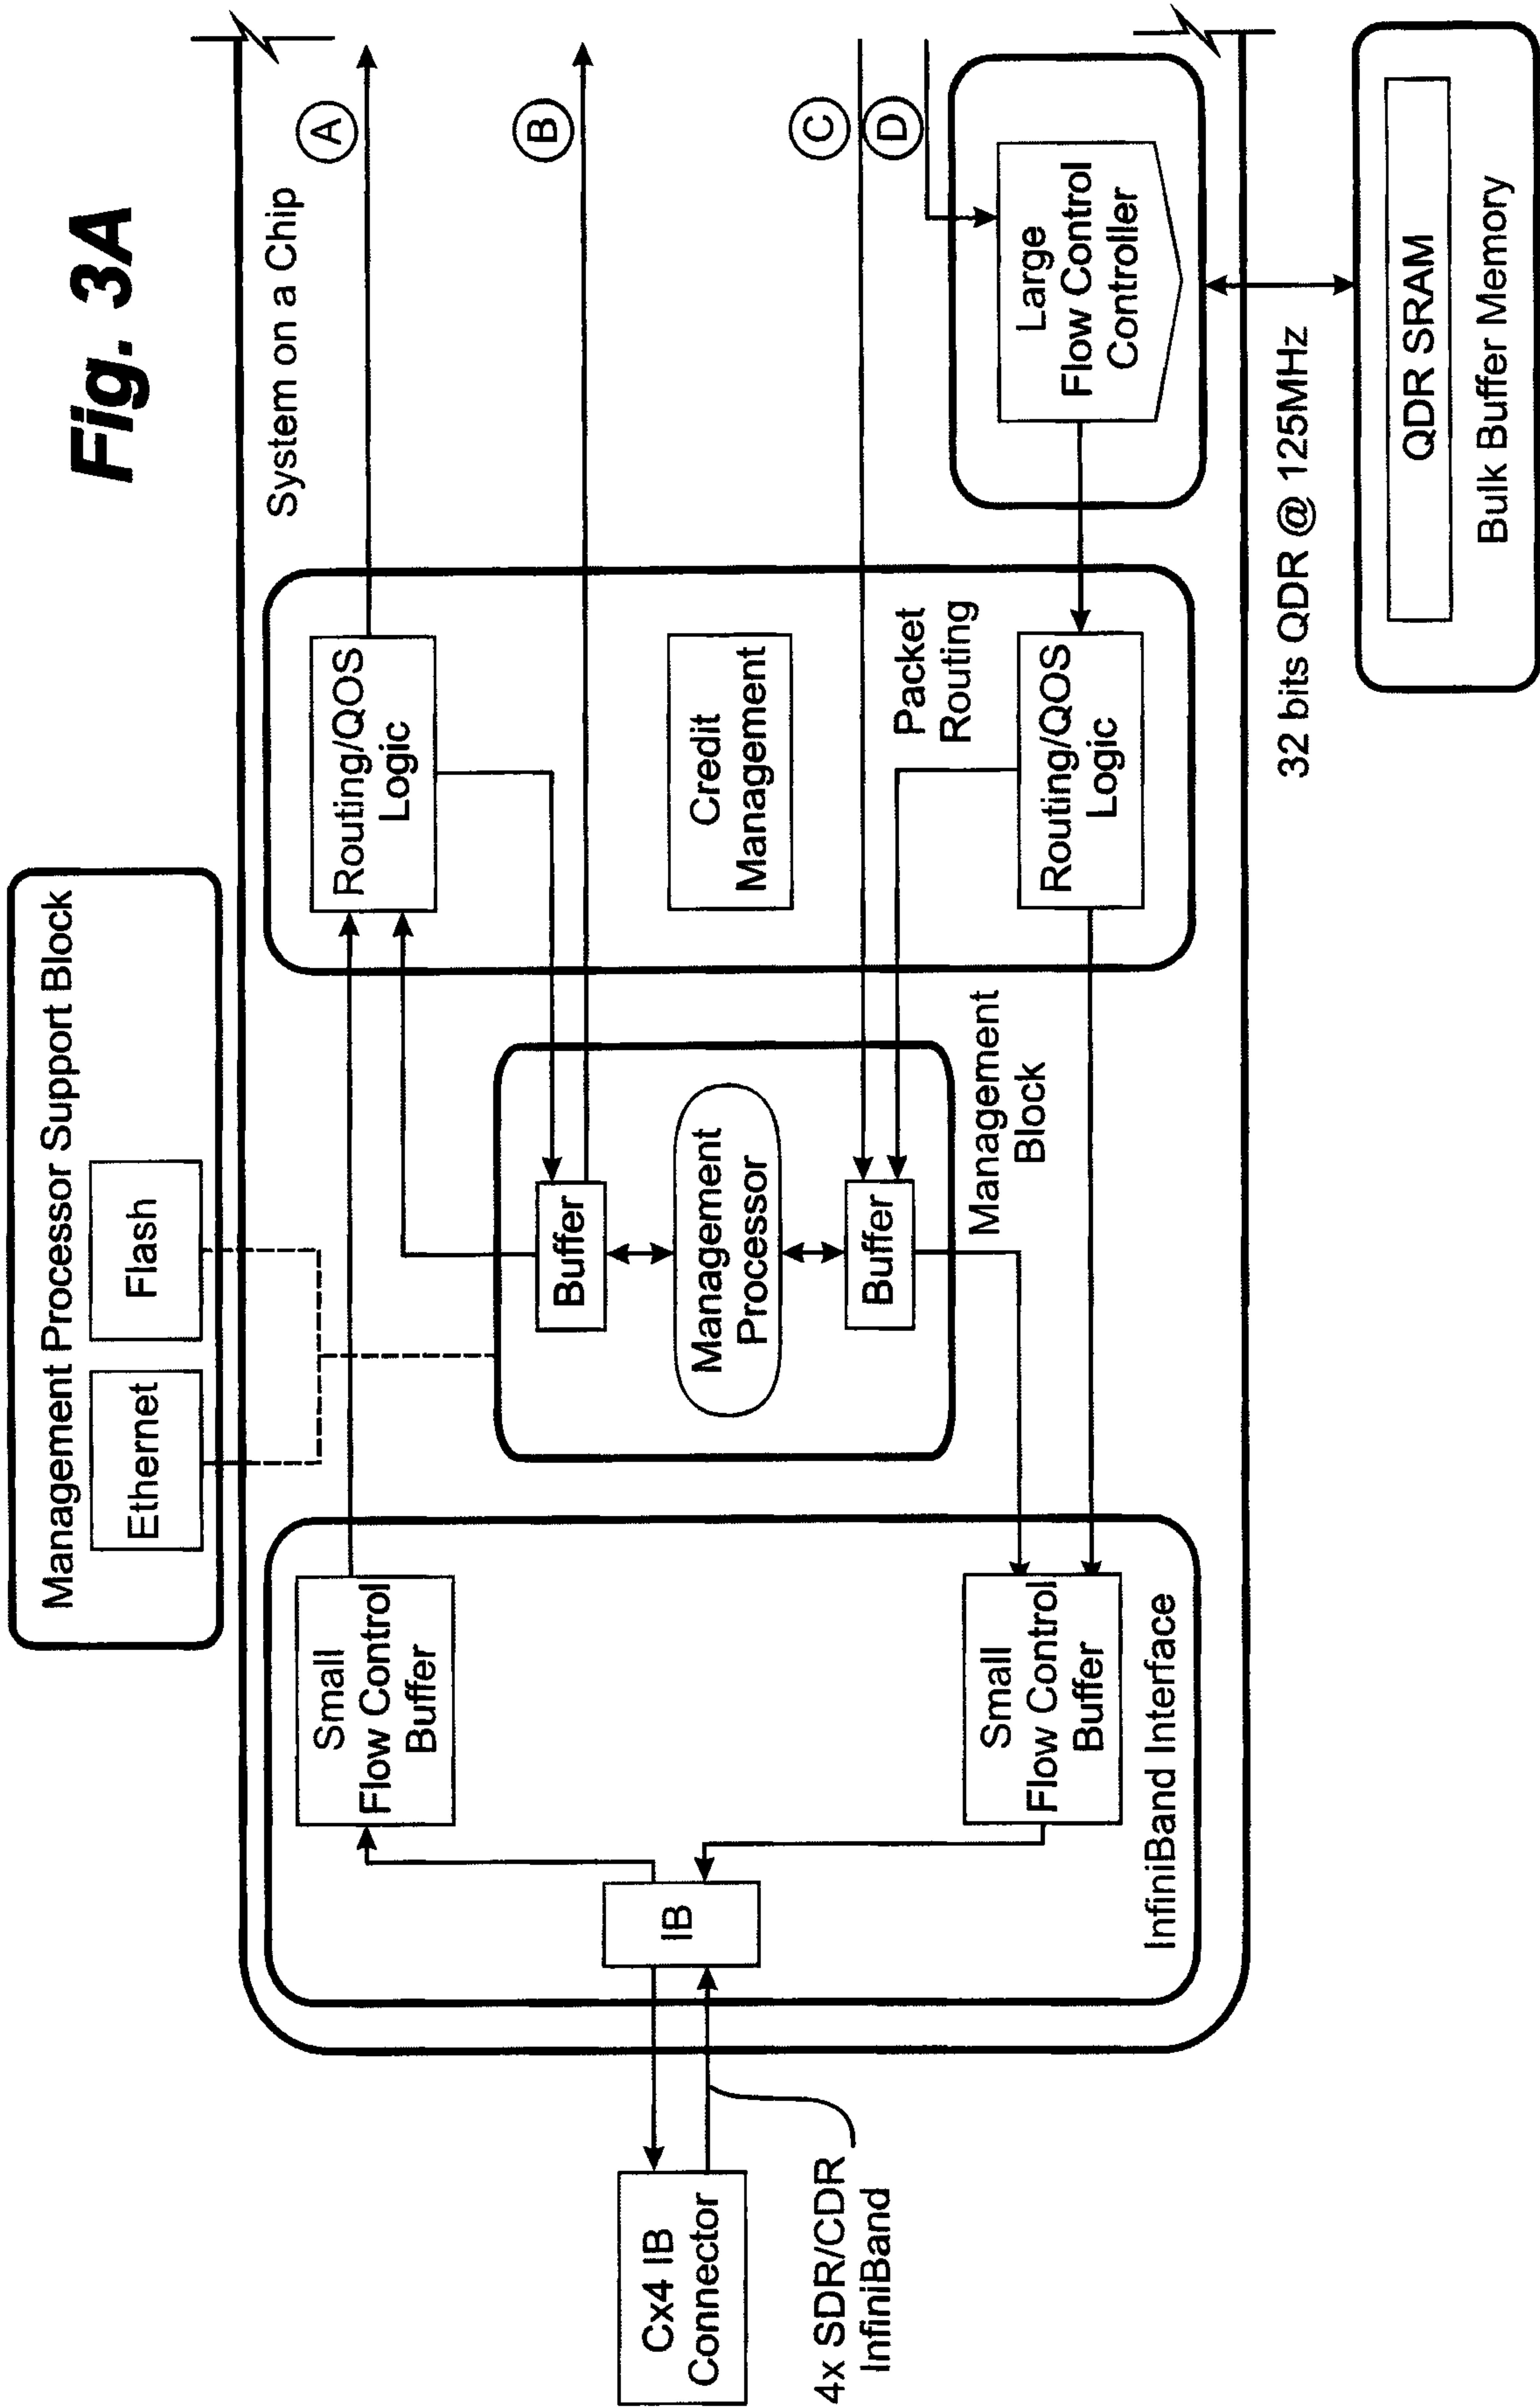 Fig. 3A
Management Processor Support Block
Ethernet
Flash
System on a Chip
A
B
C
D
Small
Flow Control
Buffer
Routing/QOS
Logic
Buffer
Management
Processor
Buffer
Management
Block
Credit
Management
Packet
Routing
Routing/QOS
Logic
Large
Flow Control
Controller
Cx4 IB
Connector
4x SDR/CDR
InfiniBand
IB
Small
Flow Control
Buffer
InfiniBand Interface
32 bits QDR @ 125MHz
QDR SRAM
Bulk Buffer Memory